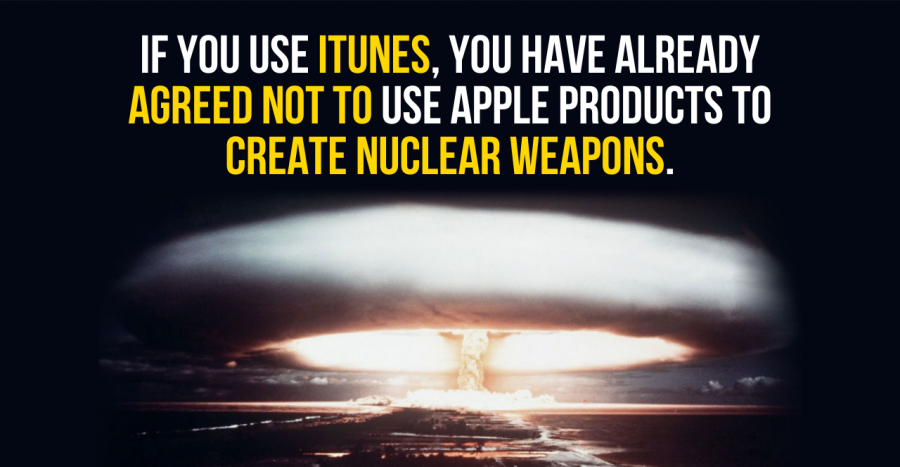 IF YOU USE ITUNES, YOU HAVE ALREADY
AGREED NOT TO USE APPLE PRODUCTS TO
CREATE NUCLEAR WEAPONS.